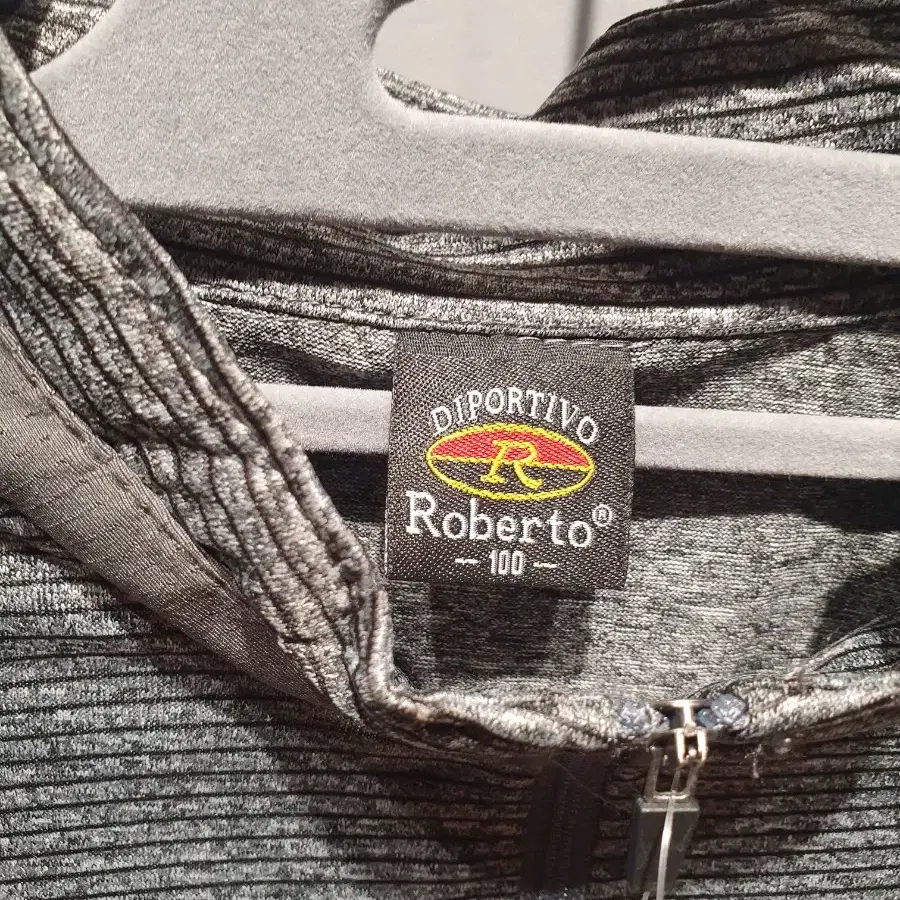 DIPORTIVO
R
Roberto®
— 100 —